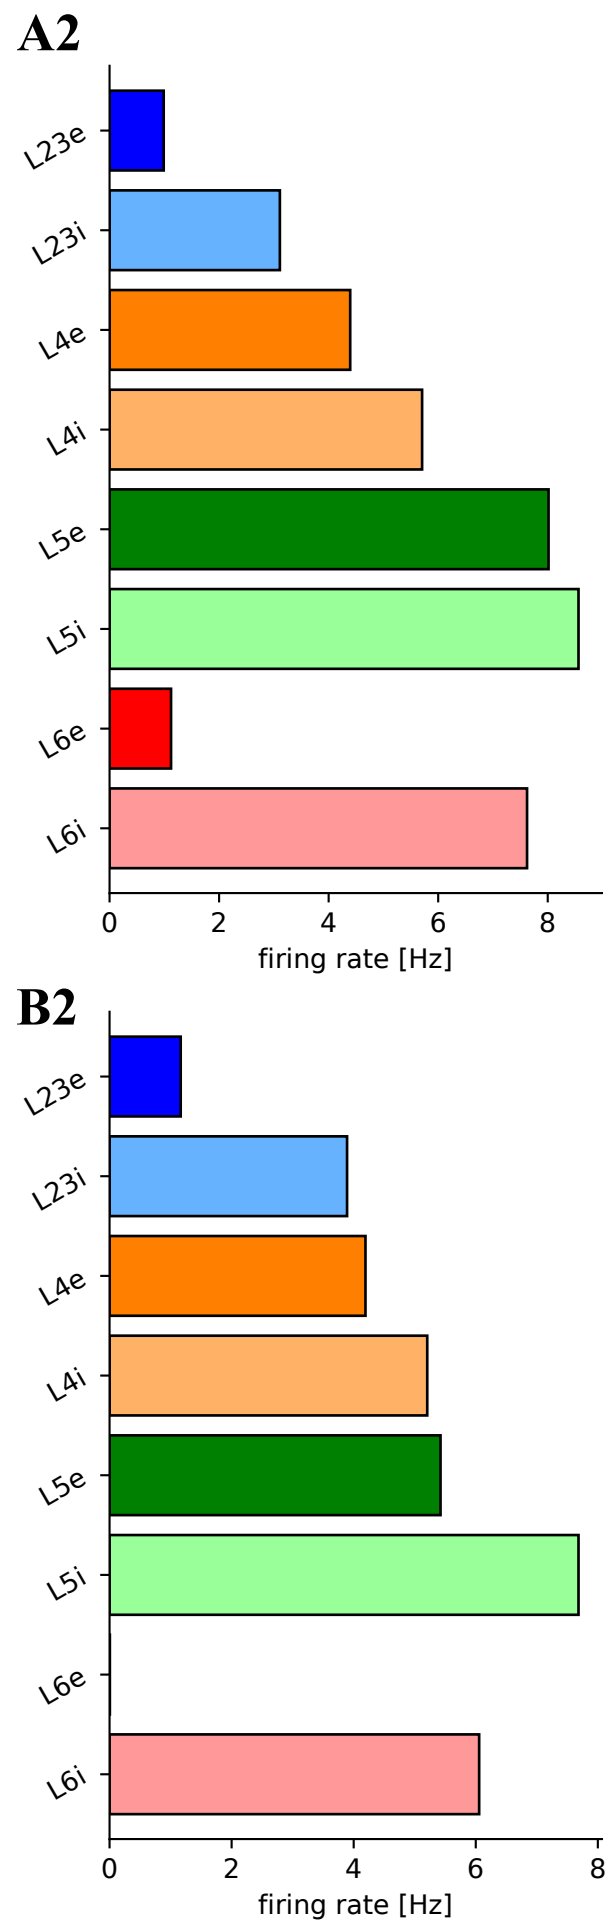 A2
L23e
L23i
L4e
L4i
L5e
L5i
L6e
L6i
0 2 4 6 8
firing rate [Hz]
B2
L23e
L23i
L4e
L4i
L5e
L5i
L6e
L6i
0 2 4 6 8
firing rate [Hz]